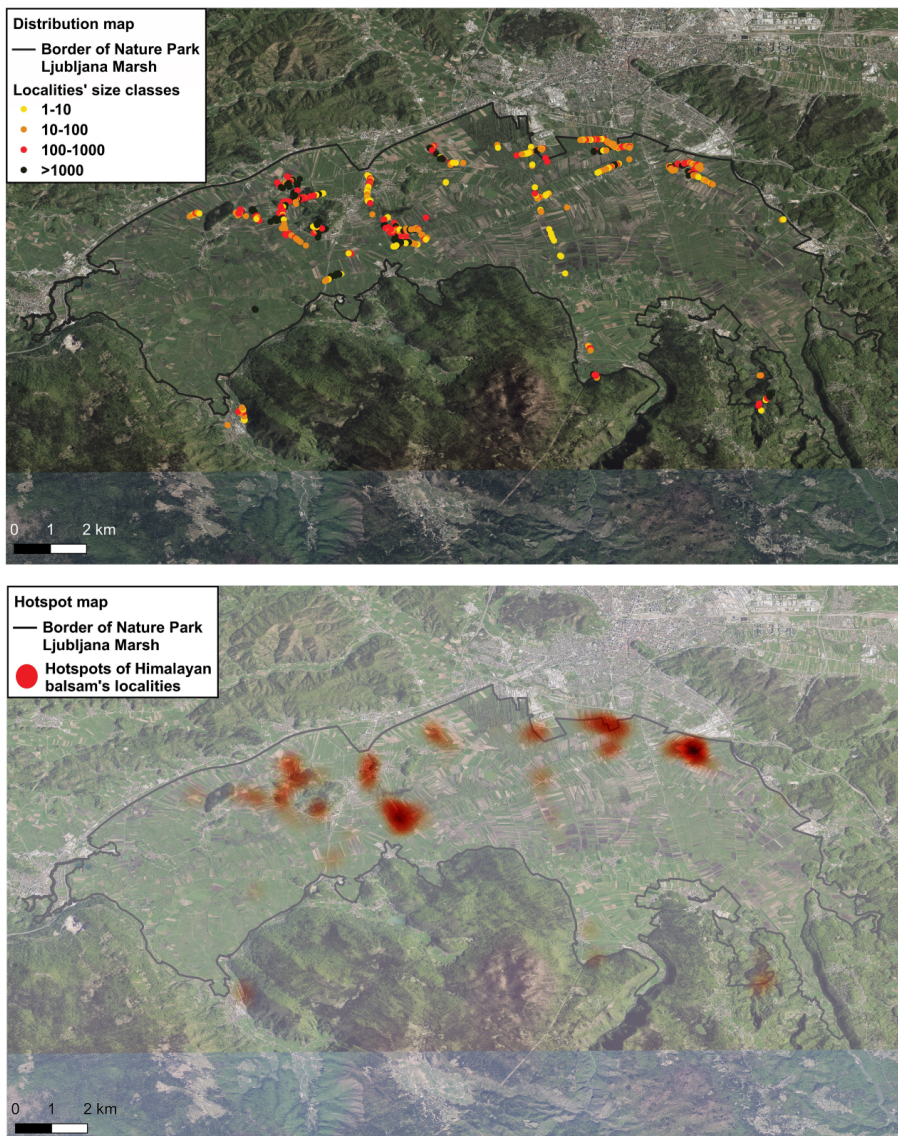 Distribution map
Border of Nature Park
Ljubljana Marsh
Localities' size classes
1-10
10-100
100-1000
>1000
0 1 2 km
Hotspot map
Border of Nature Park
Ljubljana Marsh
Hotspots of Himalayan
balsam's localities
0 1 2 km